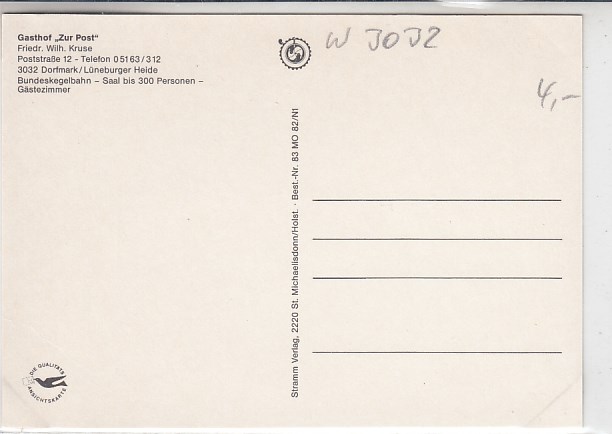 Gasthof „Zur Post“
Friedr. Wilh. Kruse
Poststraße 12 - Telefon 05163/312
3032 Dorfmark/Lüneburger Heide
Bundeskegelbahn – Saal bis 300 Personen –
Gästezimmer
W 3032
4,-
Stramm Verlag, 2220 St. Michaelisdonn/Holst. · Best.-Nr. 83 MO 82/N1
DIE QUALITÄTS
ANSICHTSKARTE